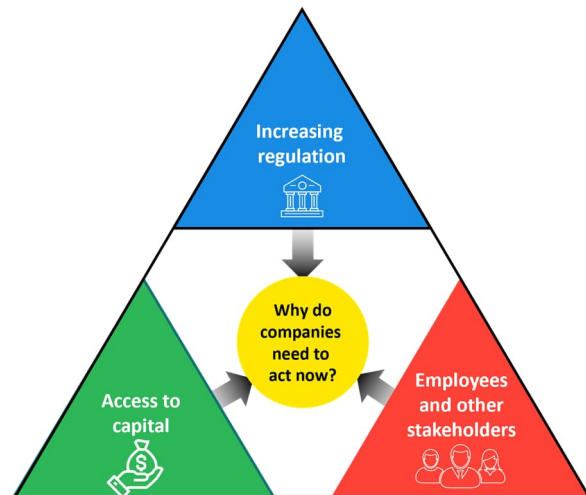 Increasing
regulation
Why do
companies
need to
act now?
Access to
capital
$
Employees
and other
stakeholders